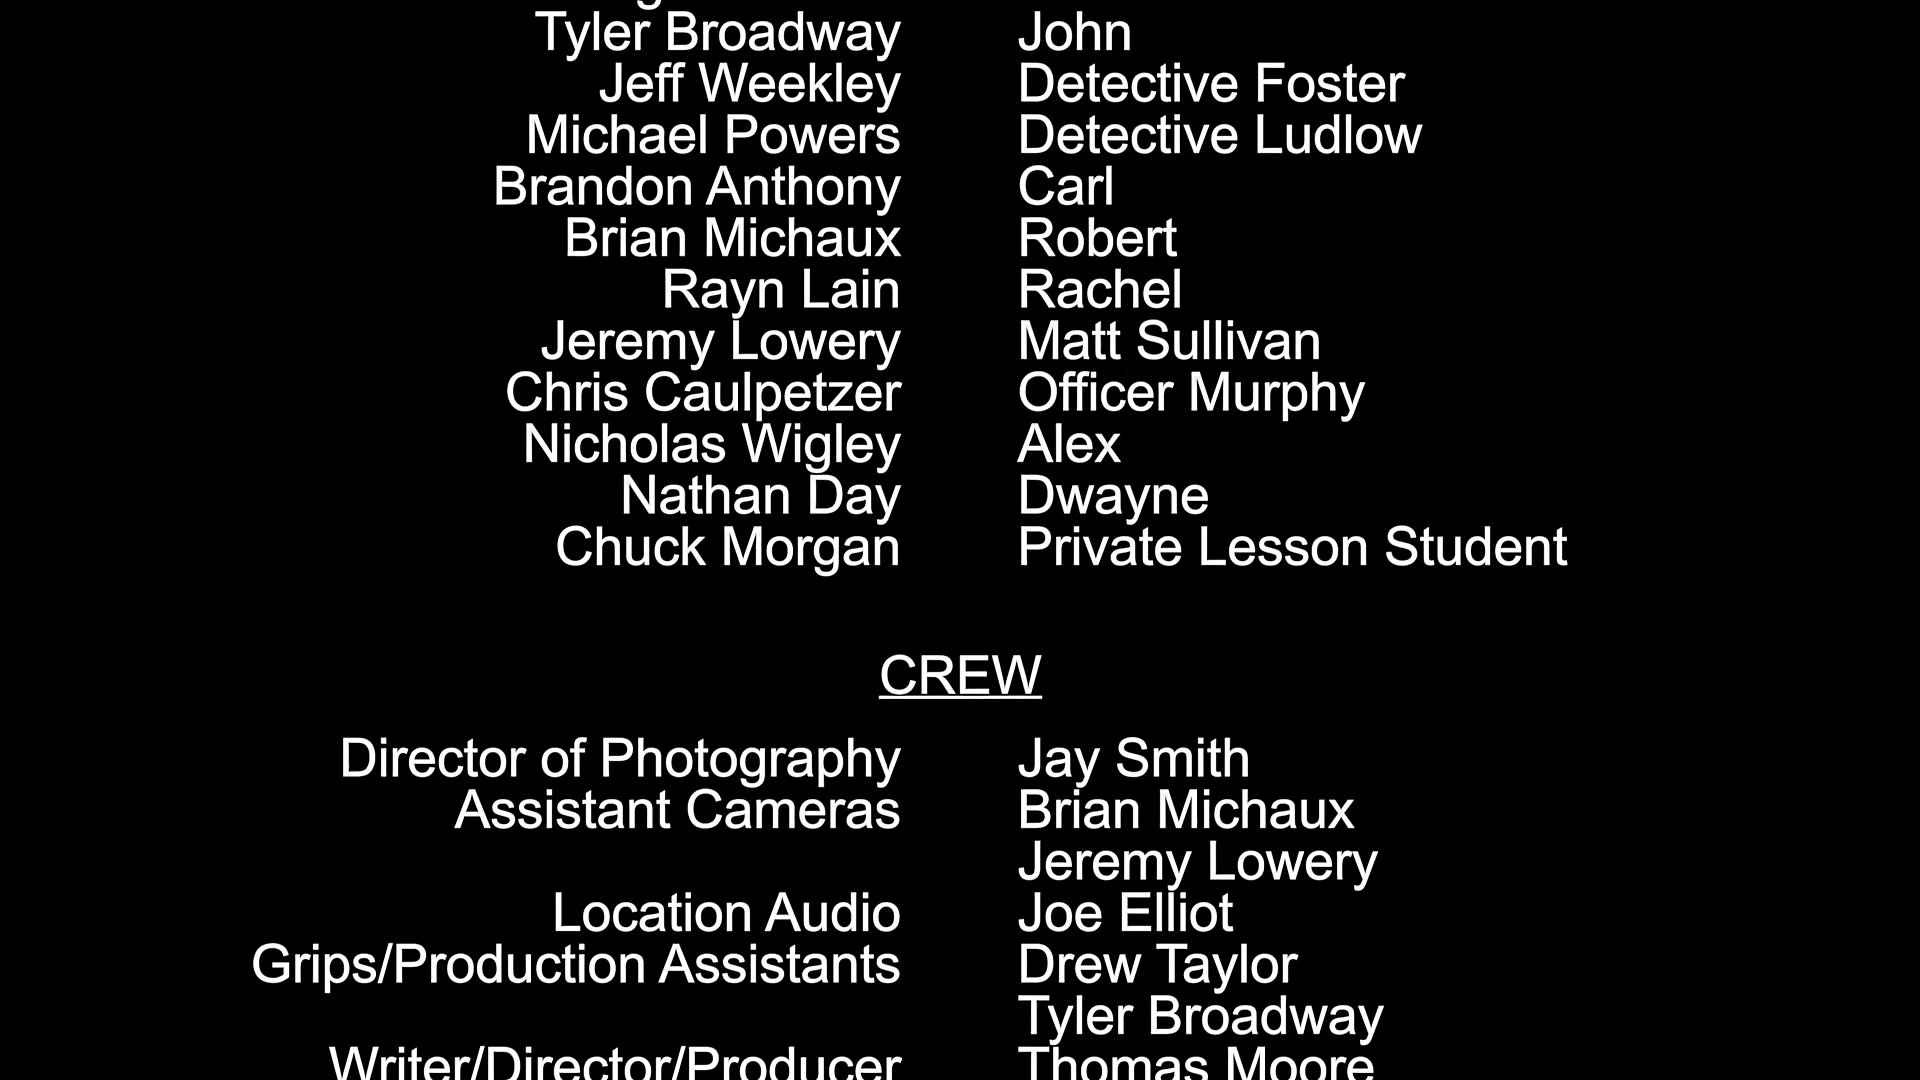 Tyler Broadway John
Jeff Weekley Detective Foster
Michael Powers Detective Ludlow
Brandon Anthony Carl
Brian Michaux Robert
Rayn Lain Rachel
Jeremy Lowery Matt Sullivan
Chris Caulpetzer Officer Murphy
Nicholas Wigley Alex
Nathan Day Dwayne
Chuck Morgan Private Lesson Student
CREW
Director of Photography Jay Smith
Assistant Cameras Brian Michaux
Jeremy Lowery
Location Audio Joe Elliot
Grips/Production Assistants Drew Taylor
Tyler Broadway
Writer/Director/Producer Thomas Moore